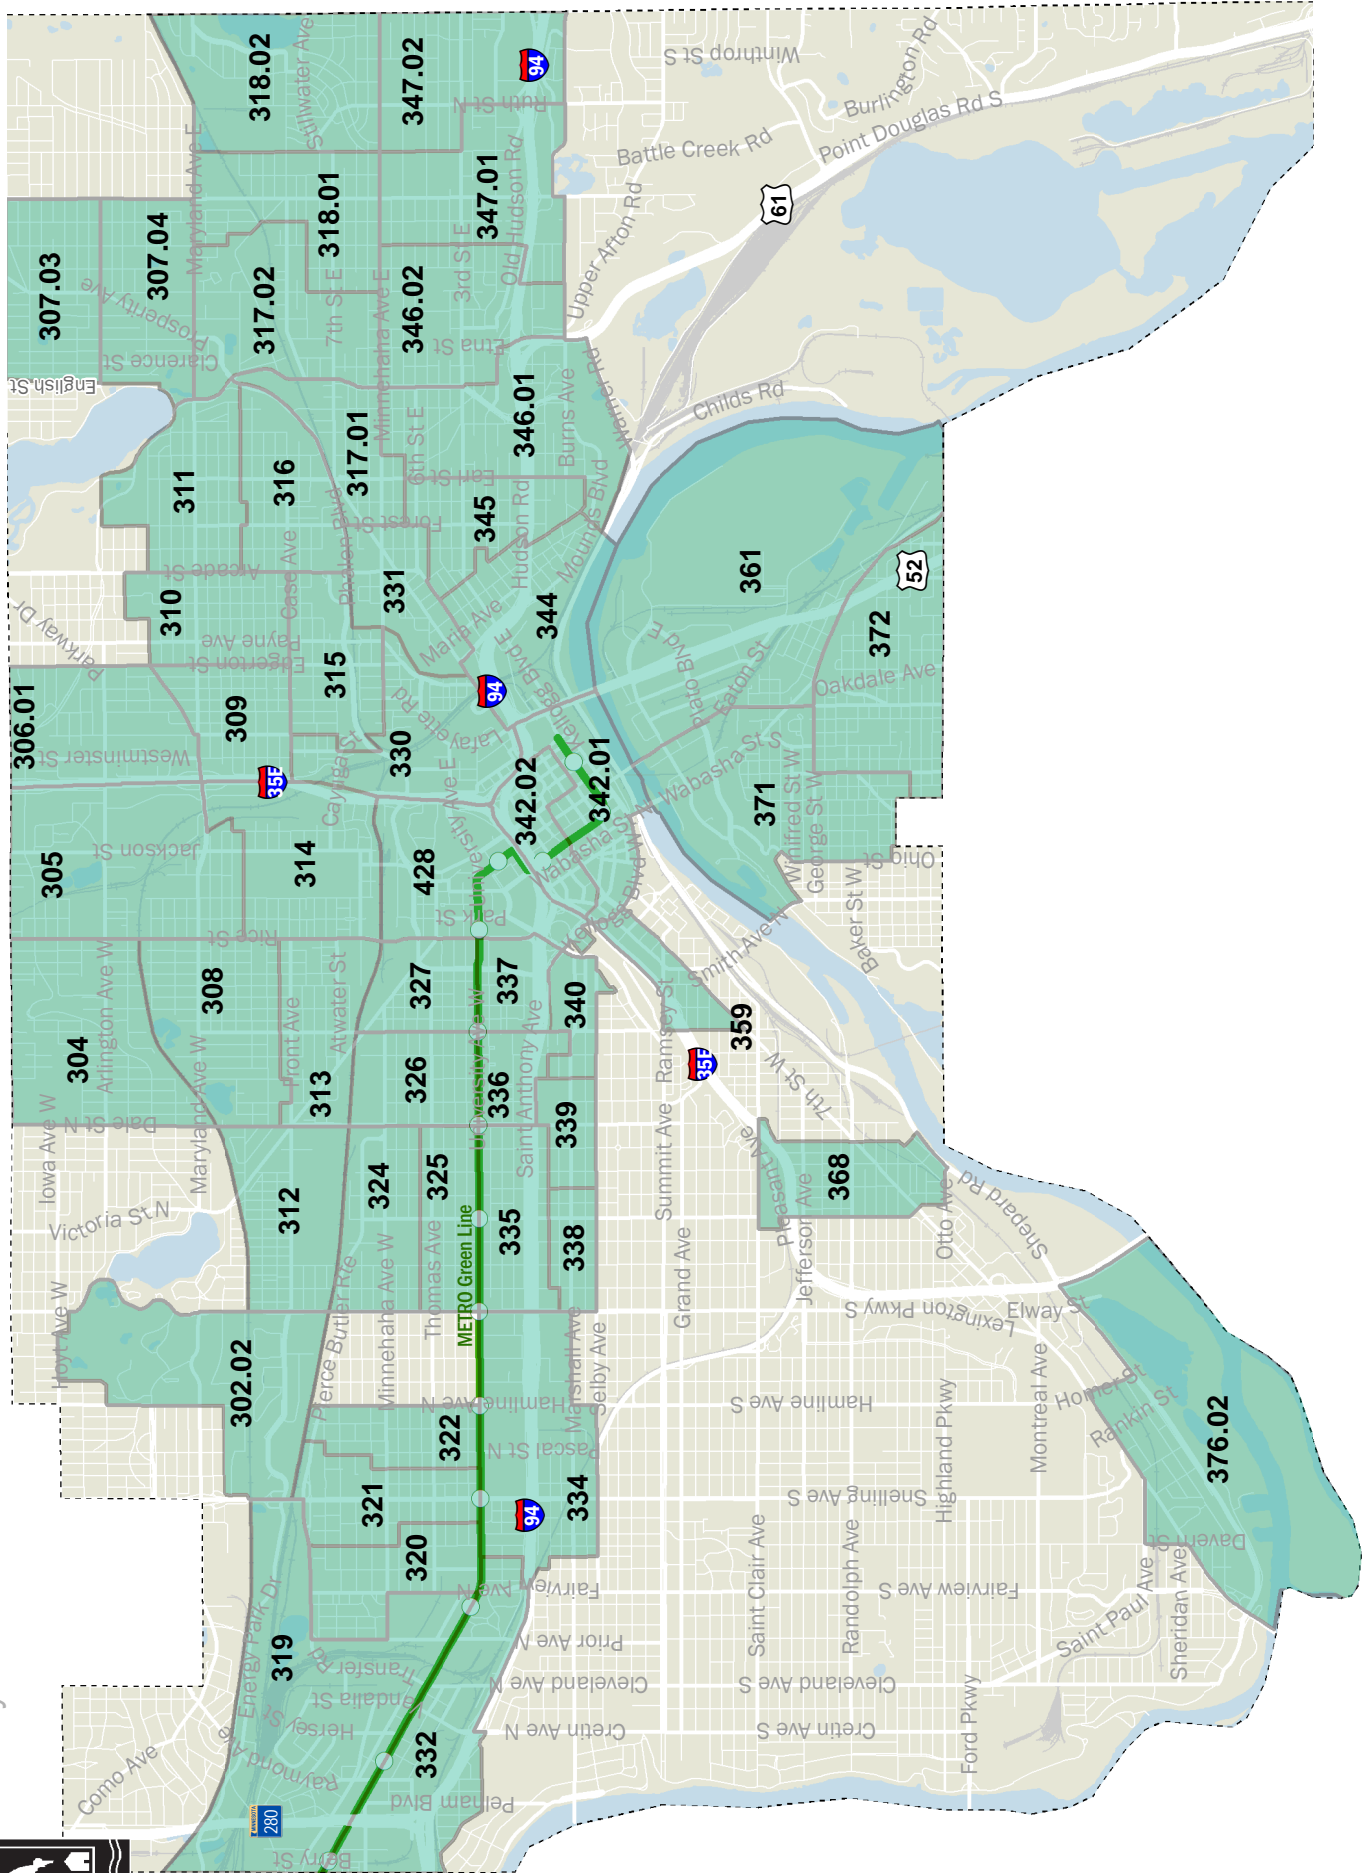 Como Ave
Raymond Ave
Energy Park Dr
Hersey St
Vandalia St
Transfer Rd
Pelham Blvd
Berry St
MINNESOTA
280
332
319
320
321
322
334
94
Fairview Ave N
Prior Ave N
Cleveland Ave N
Cretin Ave N
Cretin Ave S
Cleveland Ave S
Fairview Ave S
Snelling Ave S
Hamline Ave S
Lexington Pkwy S
Hamline Ave N
Pascal St N
Marshall Ave
Selby Ave
Grand Ave
Summit Ave
Ramsey St
Saint Clair Ave
Randolph Ave
Highland Pkwy
Ford Pkwy
Montreal Ave
Saint Paul Ave
Sheridan Ave
Davern St
Rankin St
Homer St
Elway St
Shepard Rd
Otto Ave
Jefferson Ave
Pleasant Ave
7th St W
376.02
368
359
35E
Smith Ave N
302.02
Hoyt Ave W
Victoria St N
Iowa Ave W
Dale St N
Maryland Ave W
Arlington Ave W
Pierce Butler Rte
Minnehaha Ave W
Thomas Ave
METRO Green Line
University Ave W
Saint Anthony Ave
Front Ave
Atwater St
Rice St
Park St
Jackson St
312
324
325
335
338
339
336
326
313
304
308
327
337
340
305
314
428
342.02
342.01
306.01
309
Westminster St
35E
Cayuga St
330
315
Lafayette Rd
University Ave E
Kellogg Blvd W
Kellogg Blvd E
Wabasha St N
Wabasha St S
94
344
Maria Ave
Mounds Blvd
Hudson Rd
Parkway Dr
Edgerton St
Payne Ave
Arcade St
Case Ave
Phalen Blvd
Forest St
Earl St
6th St E
Minnehaha Ave E
7th St E
310
311
316
317.01
331
345
346.01
346.02
English St
Clarence St
Prosperity Ave
Maryland Ave E
307.03
307.04
317.02
318.01
318.02
347.01
347.02
Stillwater Ave
3rd St E
Old Hudson Rd
Etna St
Ruth St N
94
Burns Ave
Warner Rd
Childs Rd
Upper Afton Rd
Battle Creek Rd
Winthrop St S
Burlington Rd
Point Douglas Rd S
61
361
52
372
371
Plato Blvd E
Eaton St
Oakdale Ave
Winifred St W
George St W
Ohio St
Baker St W